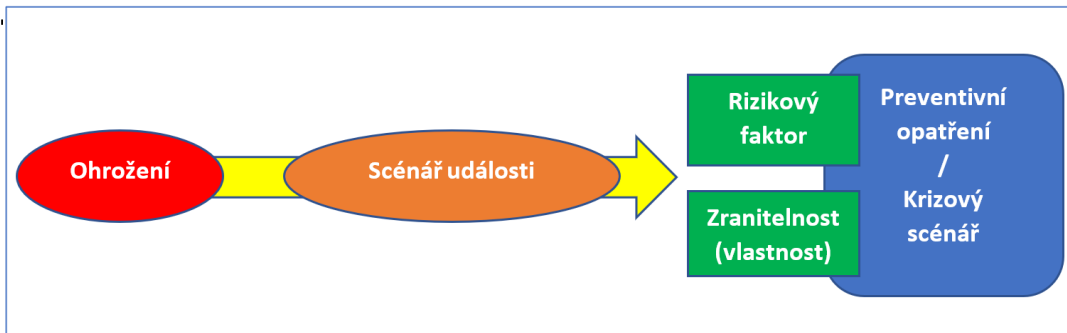 Ohrožení
Scénář události
Rizikový
faktor
Zranitelnost
(vlastnost)
Preventivní
opatření
/
Krizový
scénář